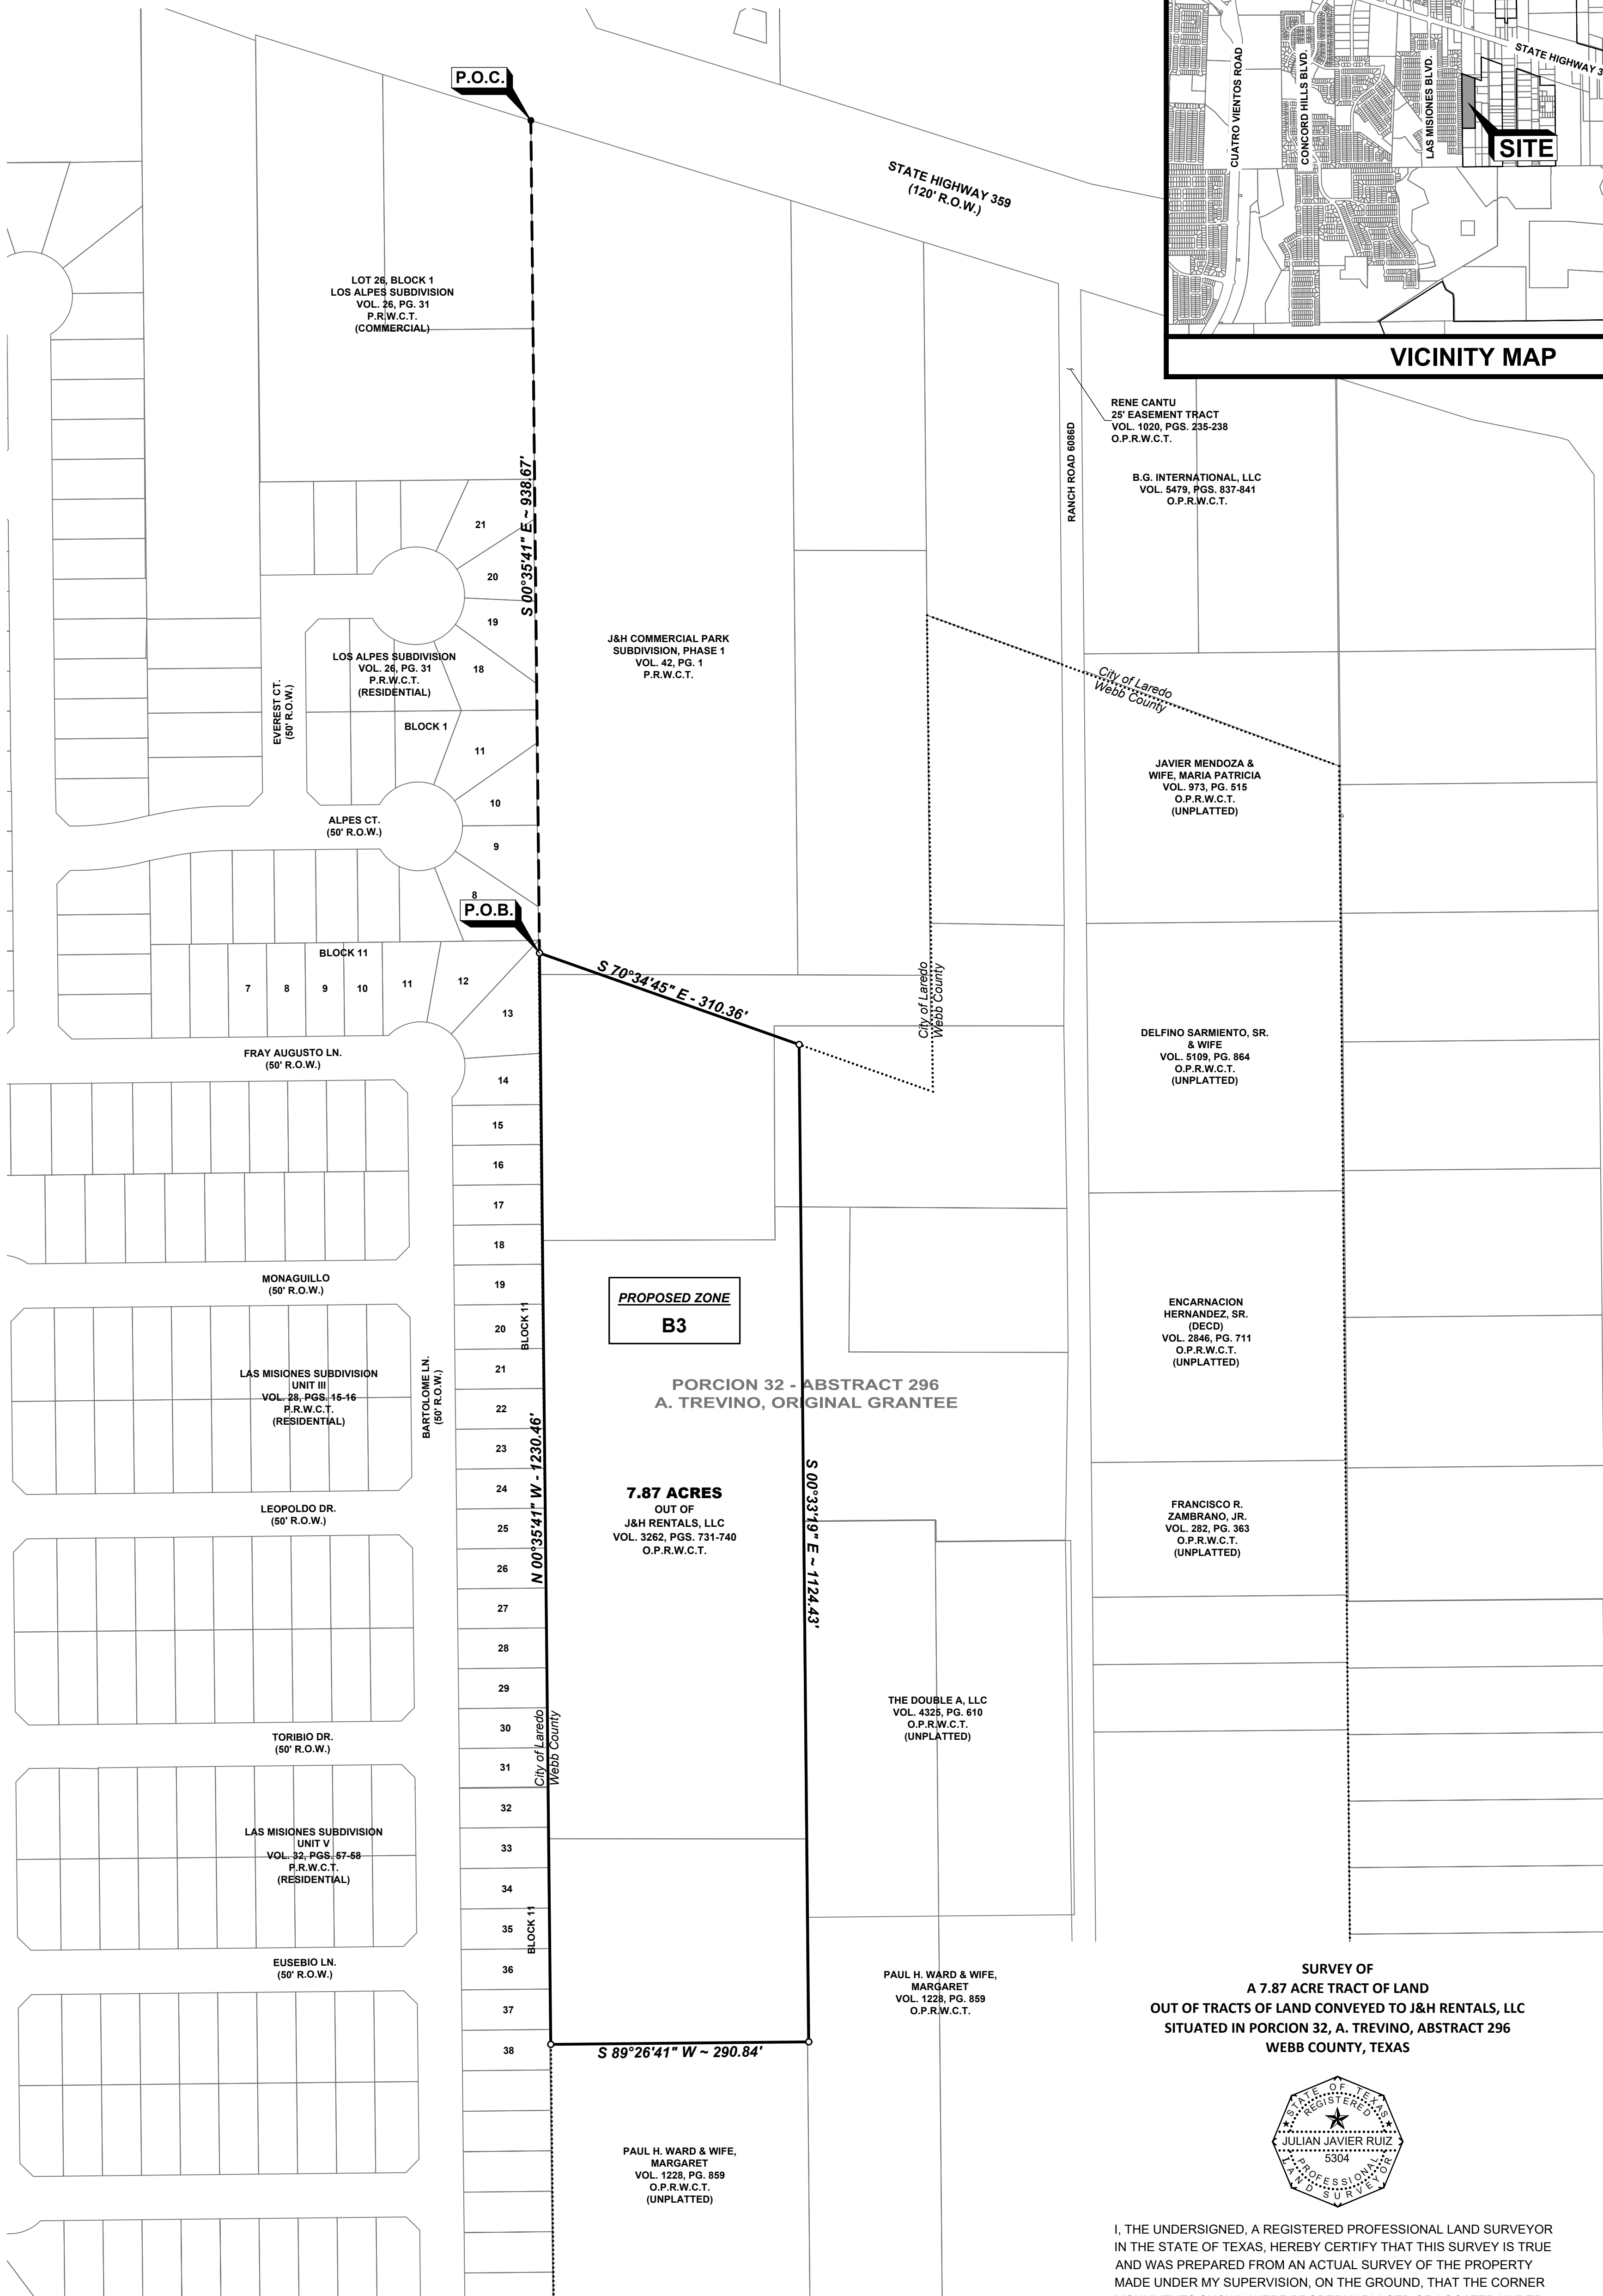 P.O.C.
STATE HIGHWAY 359
(120' R.O.W.)
CUATRO VIENTOS ROAD
CONCORD HILLS BLVD.
LAS MISIONES BLVD.
STATE HIGHWAY 3
SITE
VICINITY MAP
LOT 26, BLOCK 1
LOS ALPES SUBDIVISION
VOL. 26, PG. 31
P.R.W.C.T.
(COMMERCIAL)
RENE CANTU
25' EASEMENT TRACT
VOL. 1020, PGS. 235-238
O.P.R.W.C.T.
RANCH ROAD 6086D
B.G. INTERNATIONAL, LLC
VOL. 5479, PGS. 837-841
O.P.R.W.C.T.
S 00°35'41" E ~ 938.67'
21
20
19
18
J&H COMMERCIAL PARK
SUBDIVISION, PHASE 1
VOL. 42, PG. 1
P.R.W.C.T.
LOS ALPES SUBDIVISION
VOL. 26, PG. 31
P.R.W.C.T.
(RESIDENTIAL)
EVEREST CT.
(50' R.O.W.)
BLOCK 1
11
10
9
8
City of Laredo
Webb County
JAVIER MENDOZA &
WIFE, MARIA PATRICIA
VOL. 973, PG. 515
O.P.R.W.C.T.
(UNPLATTED)
ALPES CT.
(50' R.O.W.)
P.O.B.
BLOCK 11
7
8
9
10
11
12
13
S 70°34'45" E - 310.36'
City of Laredo
Webb County
DELFINO SARMIENTO, SR.
& WIFE
VOL. 5109, PG. 864
O.P.R.W.C.T.
(UNPLATTED)
FRAY AUGUSTO LN.
(50' R.O.W.)
14
15
16
17
18
19
20
21
22
23
24
25
26
27
28
29
30
31
32
33
34
35
36
37
38
MONAGUILLO
(50' R.O.W.)
BLOCK 11
PROPOSED ZONE
B3
ENCARNACION
HERNANDEZ, SR.
(DECD)
VOL. 2846, PG. 711
O.P.R.W.C.T.
(UNPLATTED)
LAS MISIONES SUBDIVISION
UNIT III
VOL. 28, PGS. 15-16
P.R.W.C.T.
(RESIDENTIAL)
BARTOLOME LN.
(50' R.O.W.)
PORCION 32 - ABSTRACT 296
A. TREVINO, ORIGINAL GRANTEE
N 00°35'41" W - 1230.46'
7.87 ACRES
OUT OF
J&H RENTALS, LLC
VOL. 3262, PGS. 731-740
O.P.R.W.C.T.
S 00°33'19" E ~ 1124.43'
FRANCISCO R.
ZAMBRANO, JR.
VOL. 282, PG. 363
O.P.R.W.C.T.
(UNPLATTED)
LEOPOLDO DR.
(50' R.O.W.)
THE DOUBLE A, LLC
VOL. 4325, PG. 610
O.P.R.W.C.T.
(UNPLATTED)
TORIBIO DR.
(50' R.O.W.)
City of Laredo
Webb County
LAS MISIONES SUBDIVISION
UNIT V
VOL. 32, PGS. 57-58
P.R.W.C.T.
(RESIDENTIAL)
BLOCK 11
EUSEBIO LN.
(50' R.O.W.)
PAUL H. WARD & WIFE,
MARGARET
VOL. 1228, PG. 859
O.P.R.W.C.T.
S 89°26'41" W ~ 290.84'
PAUL H. WARD & WIFE,
MARGARET
VOL. 1228, PG. 859
O.P.R.W.C.T.
(UNPLATTED)
SURVEY OF
A 7.87 ACRE TRACT OF LAND
OUT OF TRACTS OF LAND CONVEYED TO J&H RENTALS, LLC
SITUATED IN PORCION 32, A. TREVINO, ABSTRACT 296
WEBB COUNTY, TEXAS
STATE OF TEXAS
REGISTERED
JULIAN JAVIER RUIZ
5304
PROFESSIONAL
LAND SURVEYOR
I, THE UNDERSIGNED, A REGISTERED PROFESSIONAL LAND SURVEYOR
IN THE STATE OF TEXAS, HEREBY CERTIFY THAT THIS SURVEY IS TRUE
AND WAS PREPARED FROM AN ACTUAL SURVEY OF THE PROPERTY
MADE UNDER MY SUPERVISION, ON THE GROUND, THAT THE CORNER